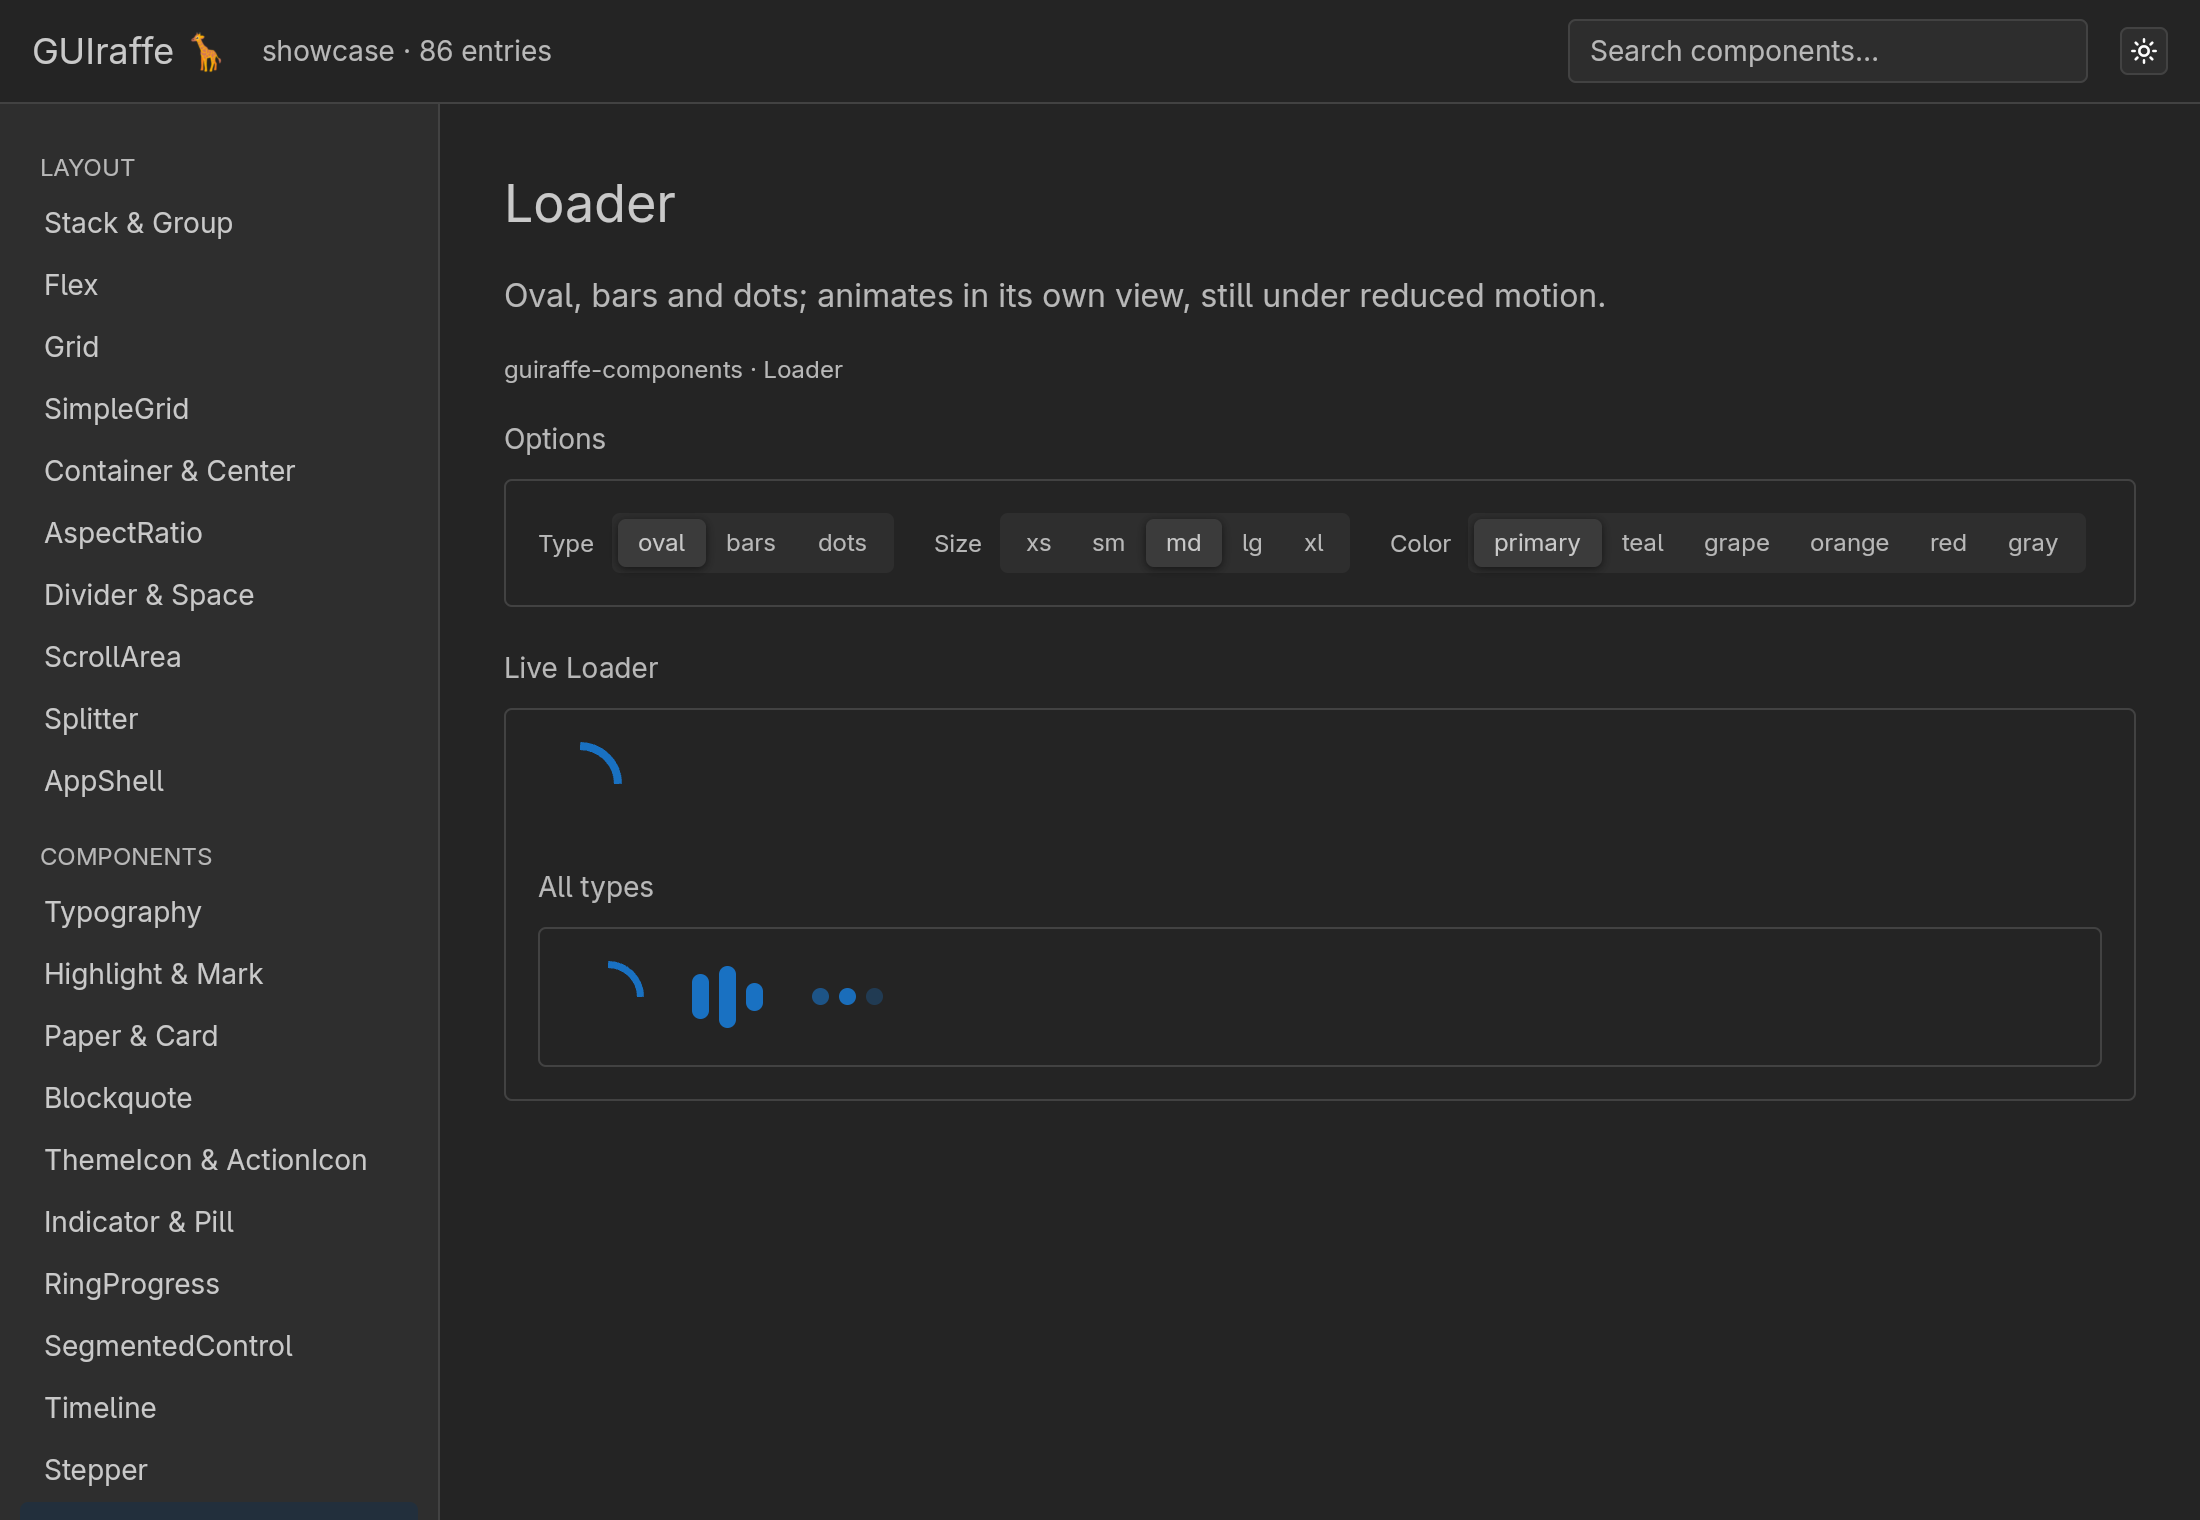 GUIraffe 🦒 showcase · 86 entries Search components...
LAYOUT
Stack & Group
Flex
Grid
SimpleGrid
Container & Center
AspectRatio
Divider & Space
ScrollArea
Splitter
AppShell
COMPONENTS
Typography
Highlight & Mark
Paper & Card
Blockquote
ThemeIcon & ActionIcon
Indicator & Pill
RingProgress
SegmentedControl
Timeline
Stepper
Loader
Oval, bars and dots; animates in its own view, still under reduced motion.
guiraffe-components · Loader
Options
Type oval bars dots Size xs sm md lg xl Color primary teal grape orange red gray
Live Loader
All types